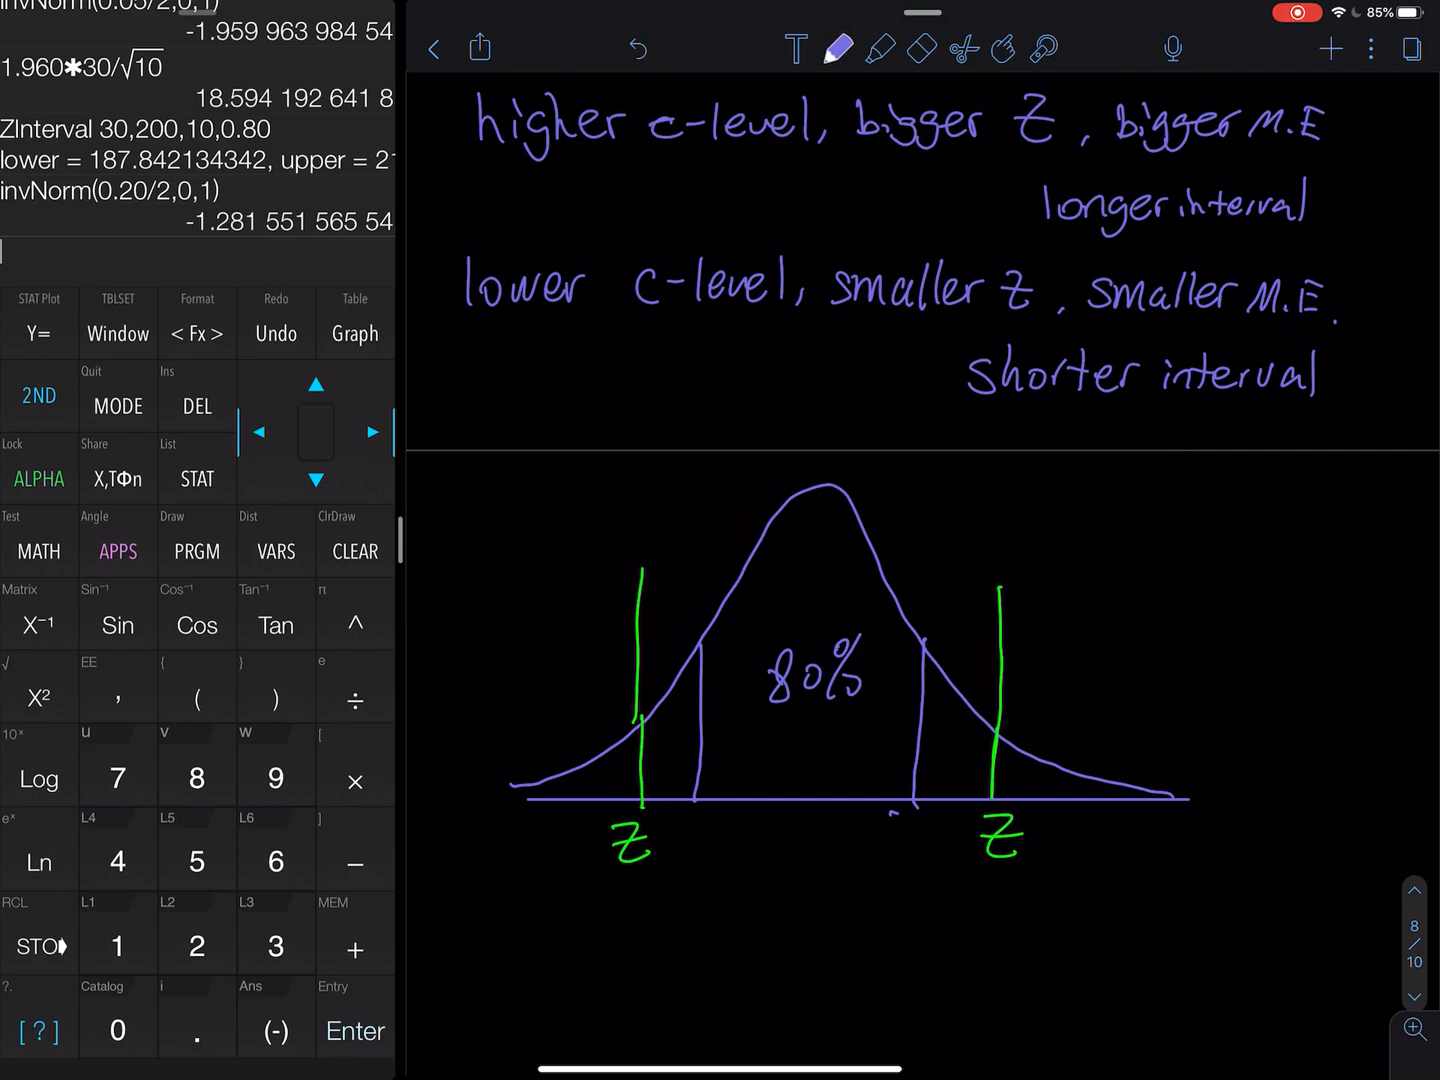 invNorm(0.05/2,0,1)
-1.959 963 984 54
1.960✱30/√10
18.594 192 641 8
ZInterval 30,200,10,0.80
lower = 187.842134342, upper = 21
invNorm(0.20/2,0,1)
-1.281 551 565 54
STAT Plot TBLSET Format Redo Table
Y= Window < Fx > Undo Graph
Quit Ins
2ND MODE DEL
Lock Share List
ALPHA X,TΦn STAT
Test Angle Draw Dist ClrDraw
MATH APPS PRGM VARS CLEAR
Matrix Sin⁻¹ Cos⁻¹ Tan⁻¹ π
X⁻¹ Sin Cos Tan ^
√ EE { } e
X² , ( ) ÷
10ˣ u V W [
Log 7 8 9 ×
eˣ L4 L5 L6 ]
Ln 4 5 6 −
RCL L1 L2 L3 MEM
STO 1 2 3 +
?. Catalog i Ans Entry
[ ? ] 0 . (-) Enter
85%
T
higher c-level, bigger Z, bigger M.E
longer interval
lower c-level, smaller Z, smaller M.E.
shorter interval
80%
Z Z
8
/
10